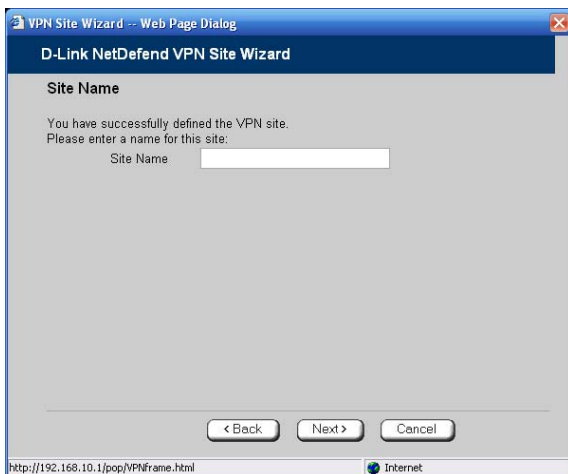 VPN Site Wizard -- Web Page Dialog
D-Link NetDefend VPN Site Wizard
Site Name
You have successfully defined the VPN site.
Please enter a name for this site:
Site Name
< Back
Next >
Cancel
http://192.168.10.1/pop/VPNframe.html
Internet